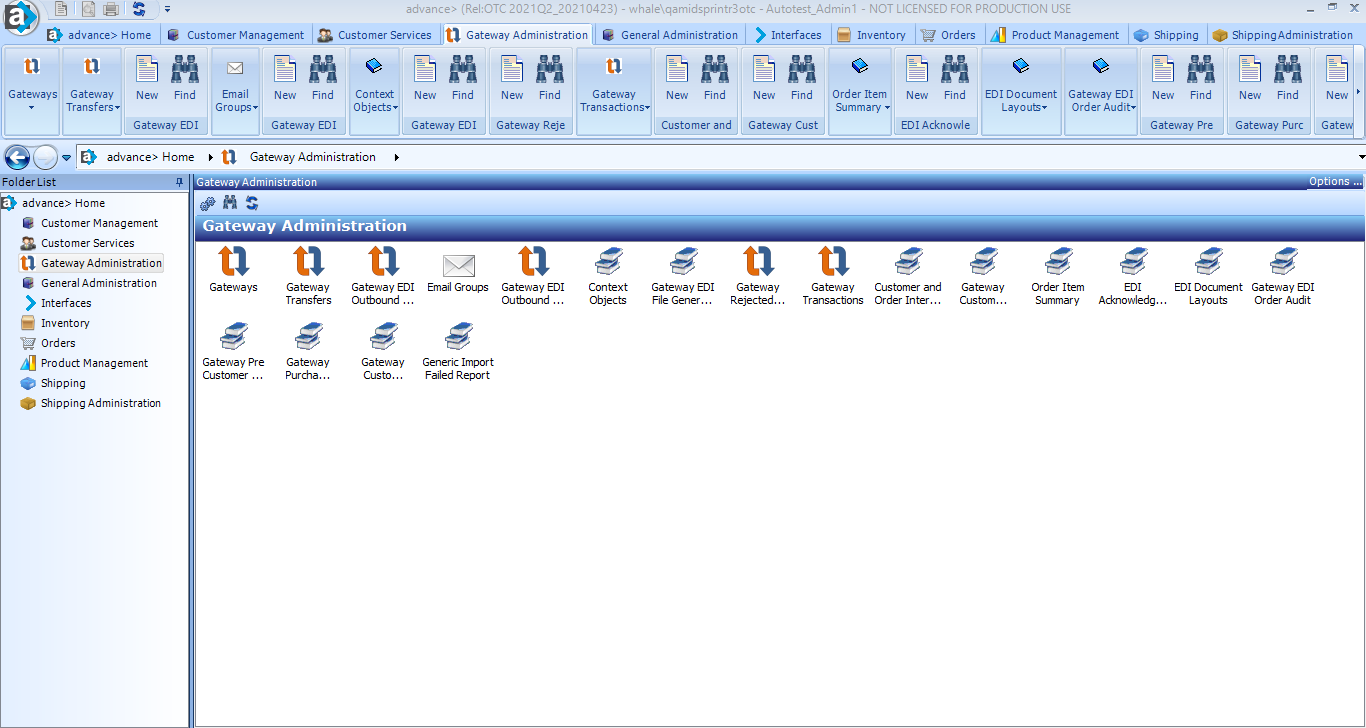 advance> (Rel:OTC 2021Q2_20210423) - whale\qamidsprintr3otc - Autotest_Admin1 - NOT LICENSED FOR PRODUCTION USE
advance> Home Customer Management Customer Services Gateway Administration General Administration Interfaces Inventory Orders Product Management Shipping Shipping Administration
Gateways Gateway New Find Email New Find Context New Find New Find Gateway New Find New Find Order Item New Find EDI Document Gateway EDI New Find New Find New
Transfers Groups Objects Transactions Summary Layouts Order Audit
Gateway EDI Gateway EDI Gateway EDI Gateway Reje Customer and Gateway Cust EDI Acknowle Gateway Pre Gateway Purc Gatew
advance> Home Gateway Administration
Folder List
Gateway Administration Options ...
advance> Home
Customer Management
Customer Services
Gateway Administration
General Administration
Interfaces
Inventory
Orders
Product Management
Shipping
Shipping Administration
Gateway Administration
Gateways Gateway Gateway EDI Email Groups Gateway EDI Context Gateway EDI Gateway Gateway Customer and Gateway Order Item EDI EDI Document Gateway EDI
Transfers Outbound ... Outbound ... Objects File Gener... Rejected... Transactions Order Inter... Custom... Summary Acknowledg... Layouts Order Audit
Gateway Pre Gateway Gateway Generic Import
Customer ... Purcha... Custo... Failed Report